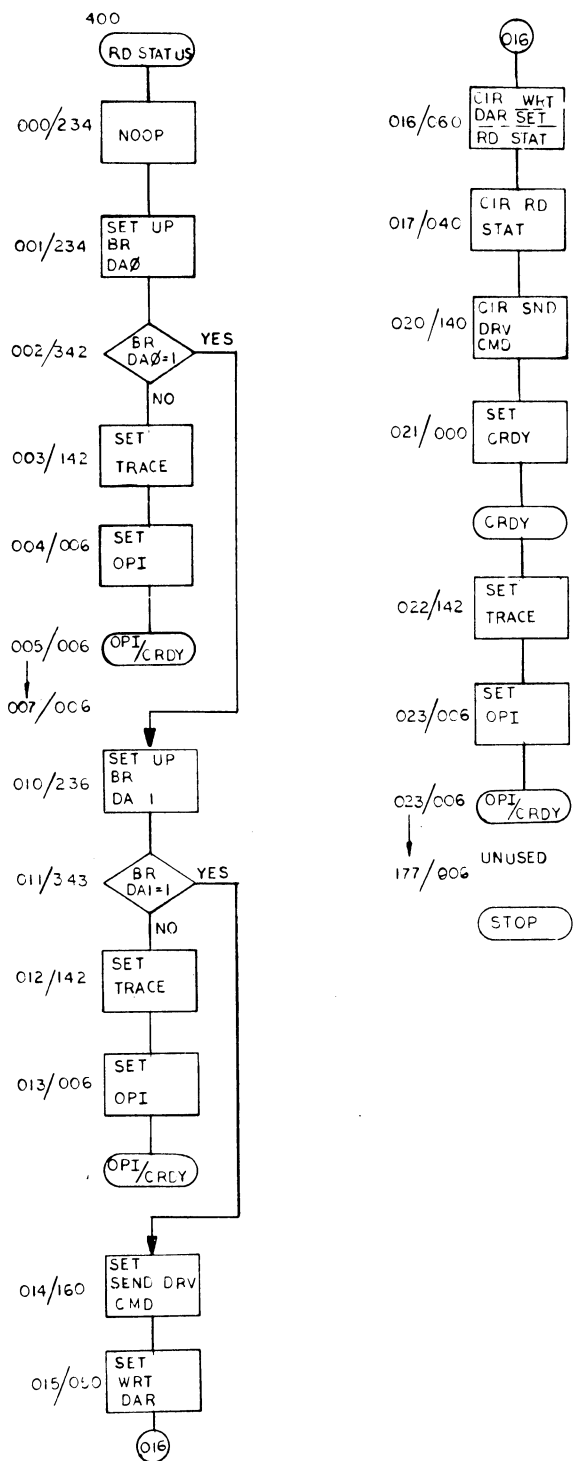 400
RD STATUS
000/234
NOOP
001/234
SET UP
BR
DAØ
002/342
BR
DAØ=1
YES
NO
003/142
SET
TRACE
004/006
SET
OPI
005/006
OPI/CRDY
007/006
010/236
SET UP
BR
DA 1
011/343
BR
DA1=1
YES
NO
012/142
SET
TRACE
013/006
SET
OPI
OPI/CRDY
014/160
SET
SEND DRV
CMD
SET
WRT
DAR
016
016
016/060
CIR WRT
DAR SET
RD STAT
017/040
CIR RD
STAT
020/140
CIR SND
DRV
CMD
021/000
SET
CRDY
CRDY
022/142
SET
TRACE
023/006
SET
OPI
023/006
OPI/CRDY
177/006
UNUSED
STOP